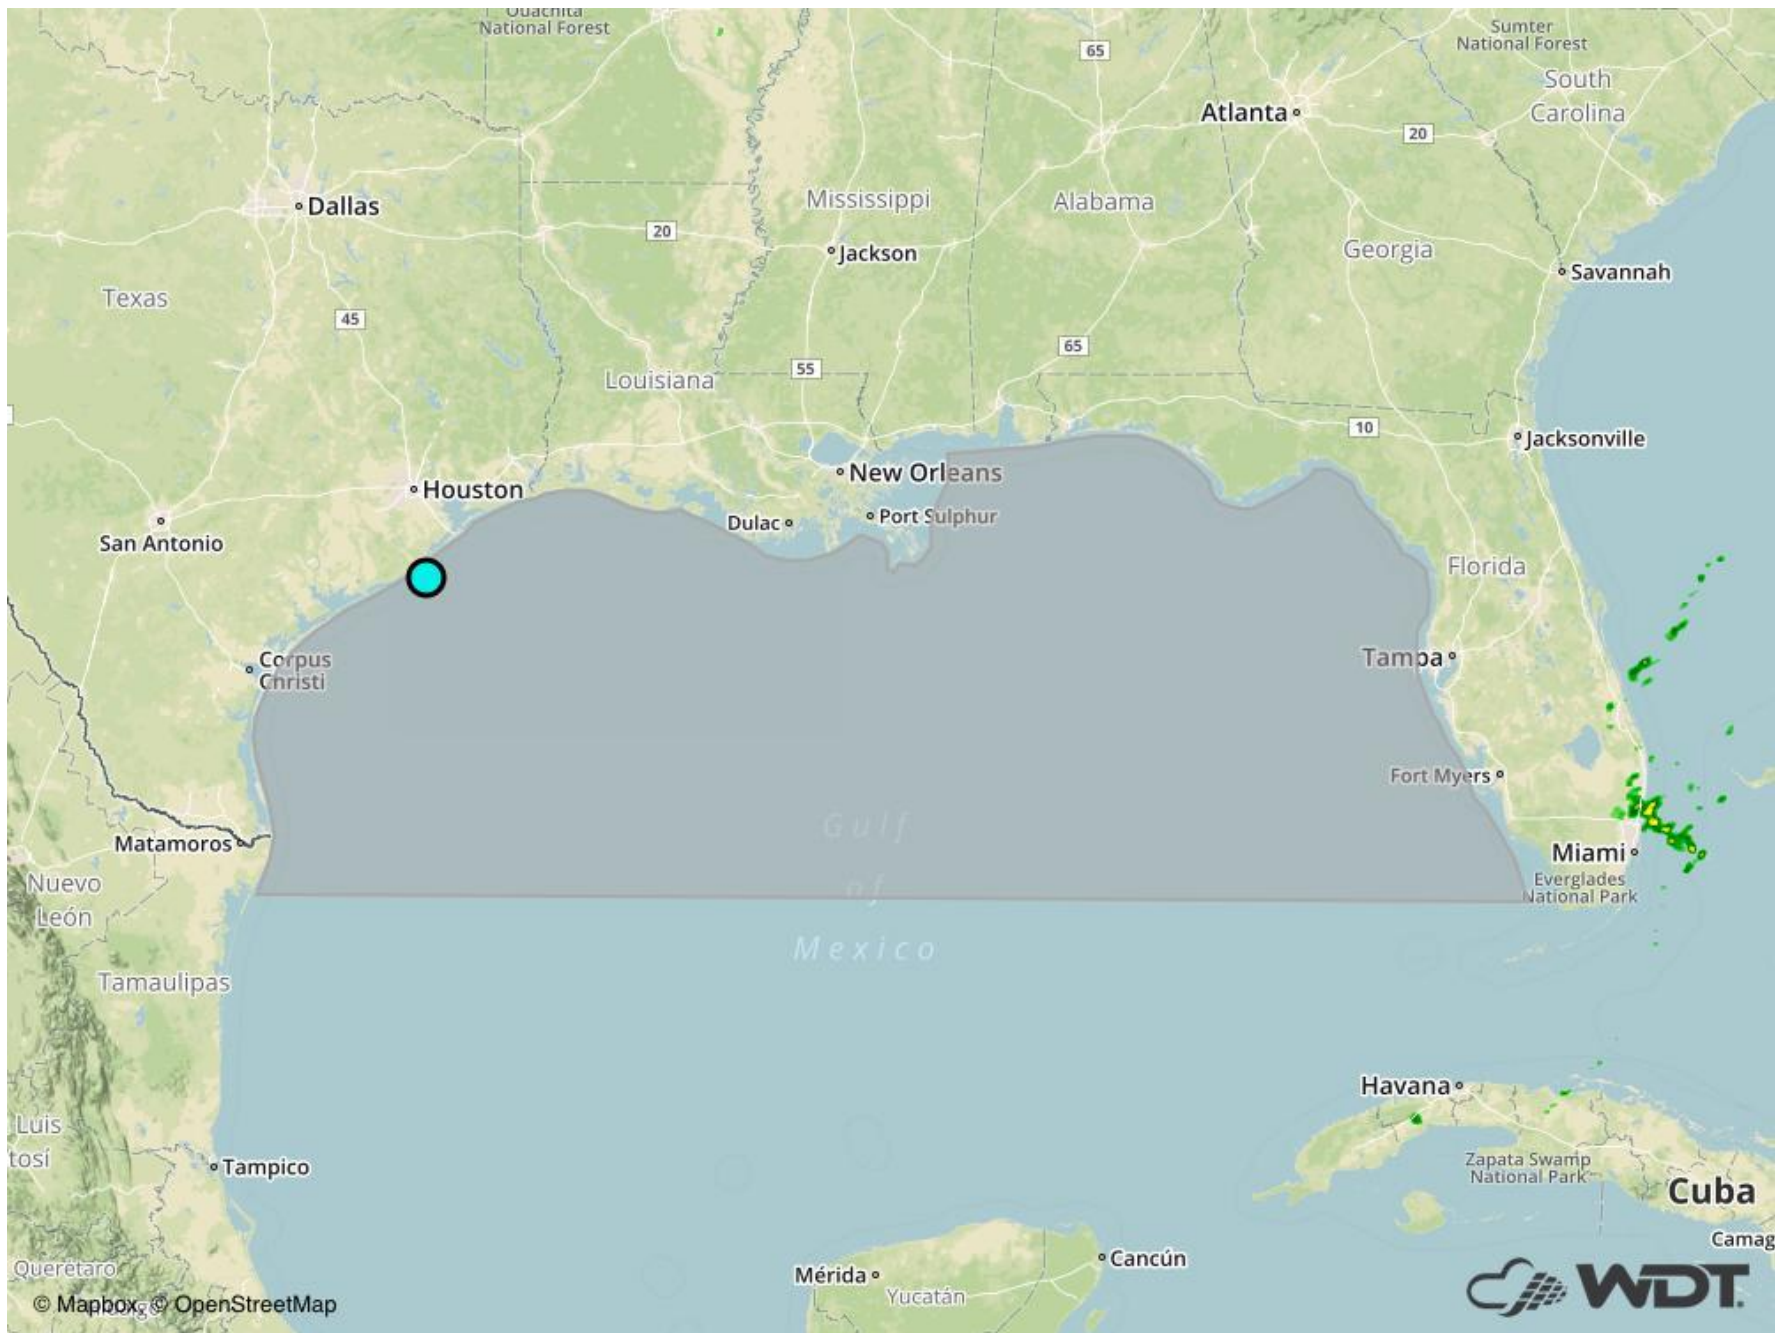 Ouachita
National Forest
65
Sumter
National Forest
South
Carolina
Atlanta
20
Dallas
Mississippi
Alabama
20
Jackson
Georgia
Savannah
Texas
45
65
55
Louisiana
10
Jacksonville
New Orleans
Houston
Dulac
Port Sulphur
San Antonio
Florida
Corpus
Christi
Tampa
Fort Myers
Gulf
of
Mexico
Matamoros
Miami
Everglades
National Park
Nuevo
León
Tamaulipas
Havana
Luis
tosí
Tampico
Zapata Swamp
National Park
Cuba
Camag
Cancún
Mérida
Yucatán
Querétaro
WDT
© Mapbox, © OpenStreetMap